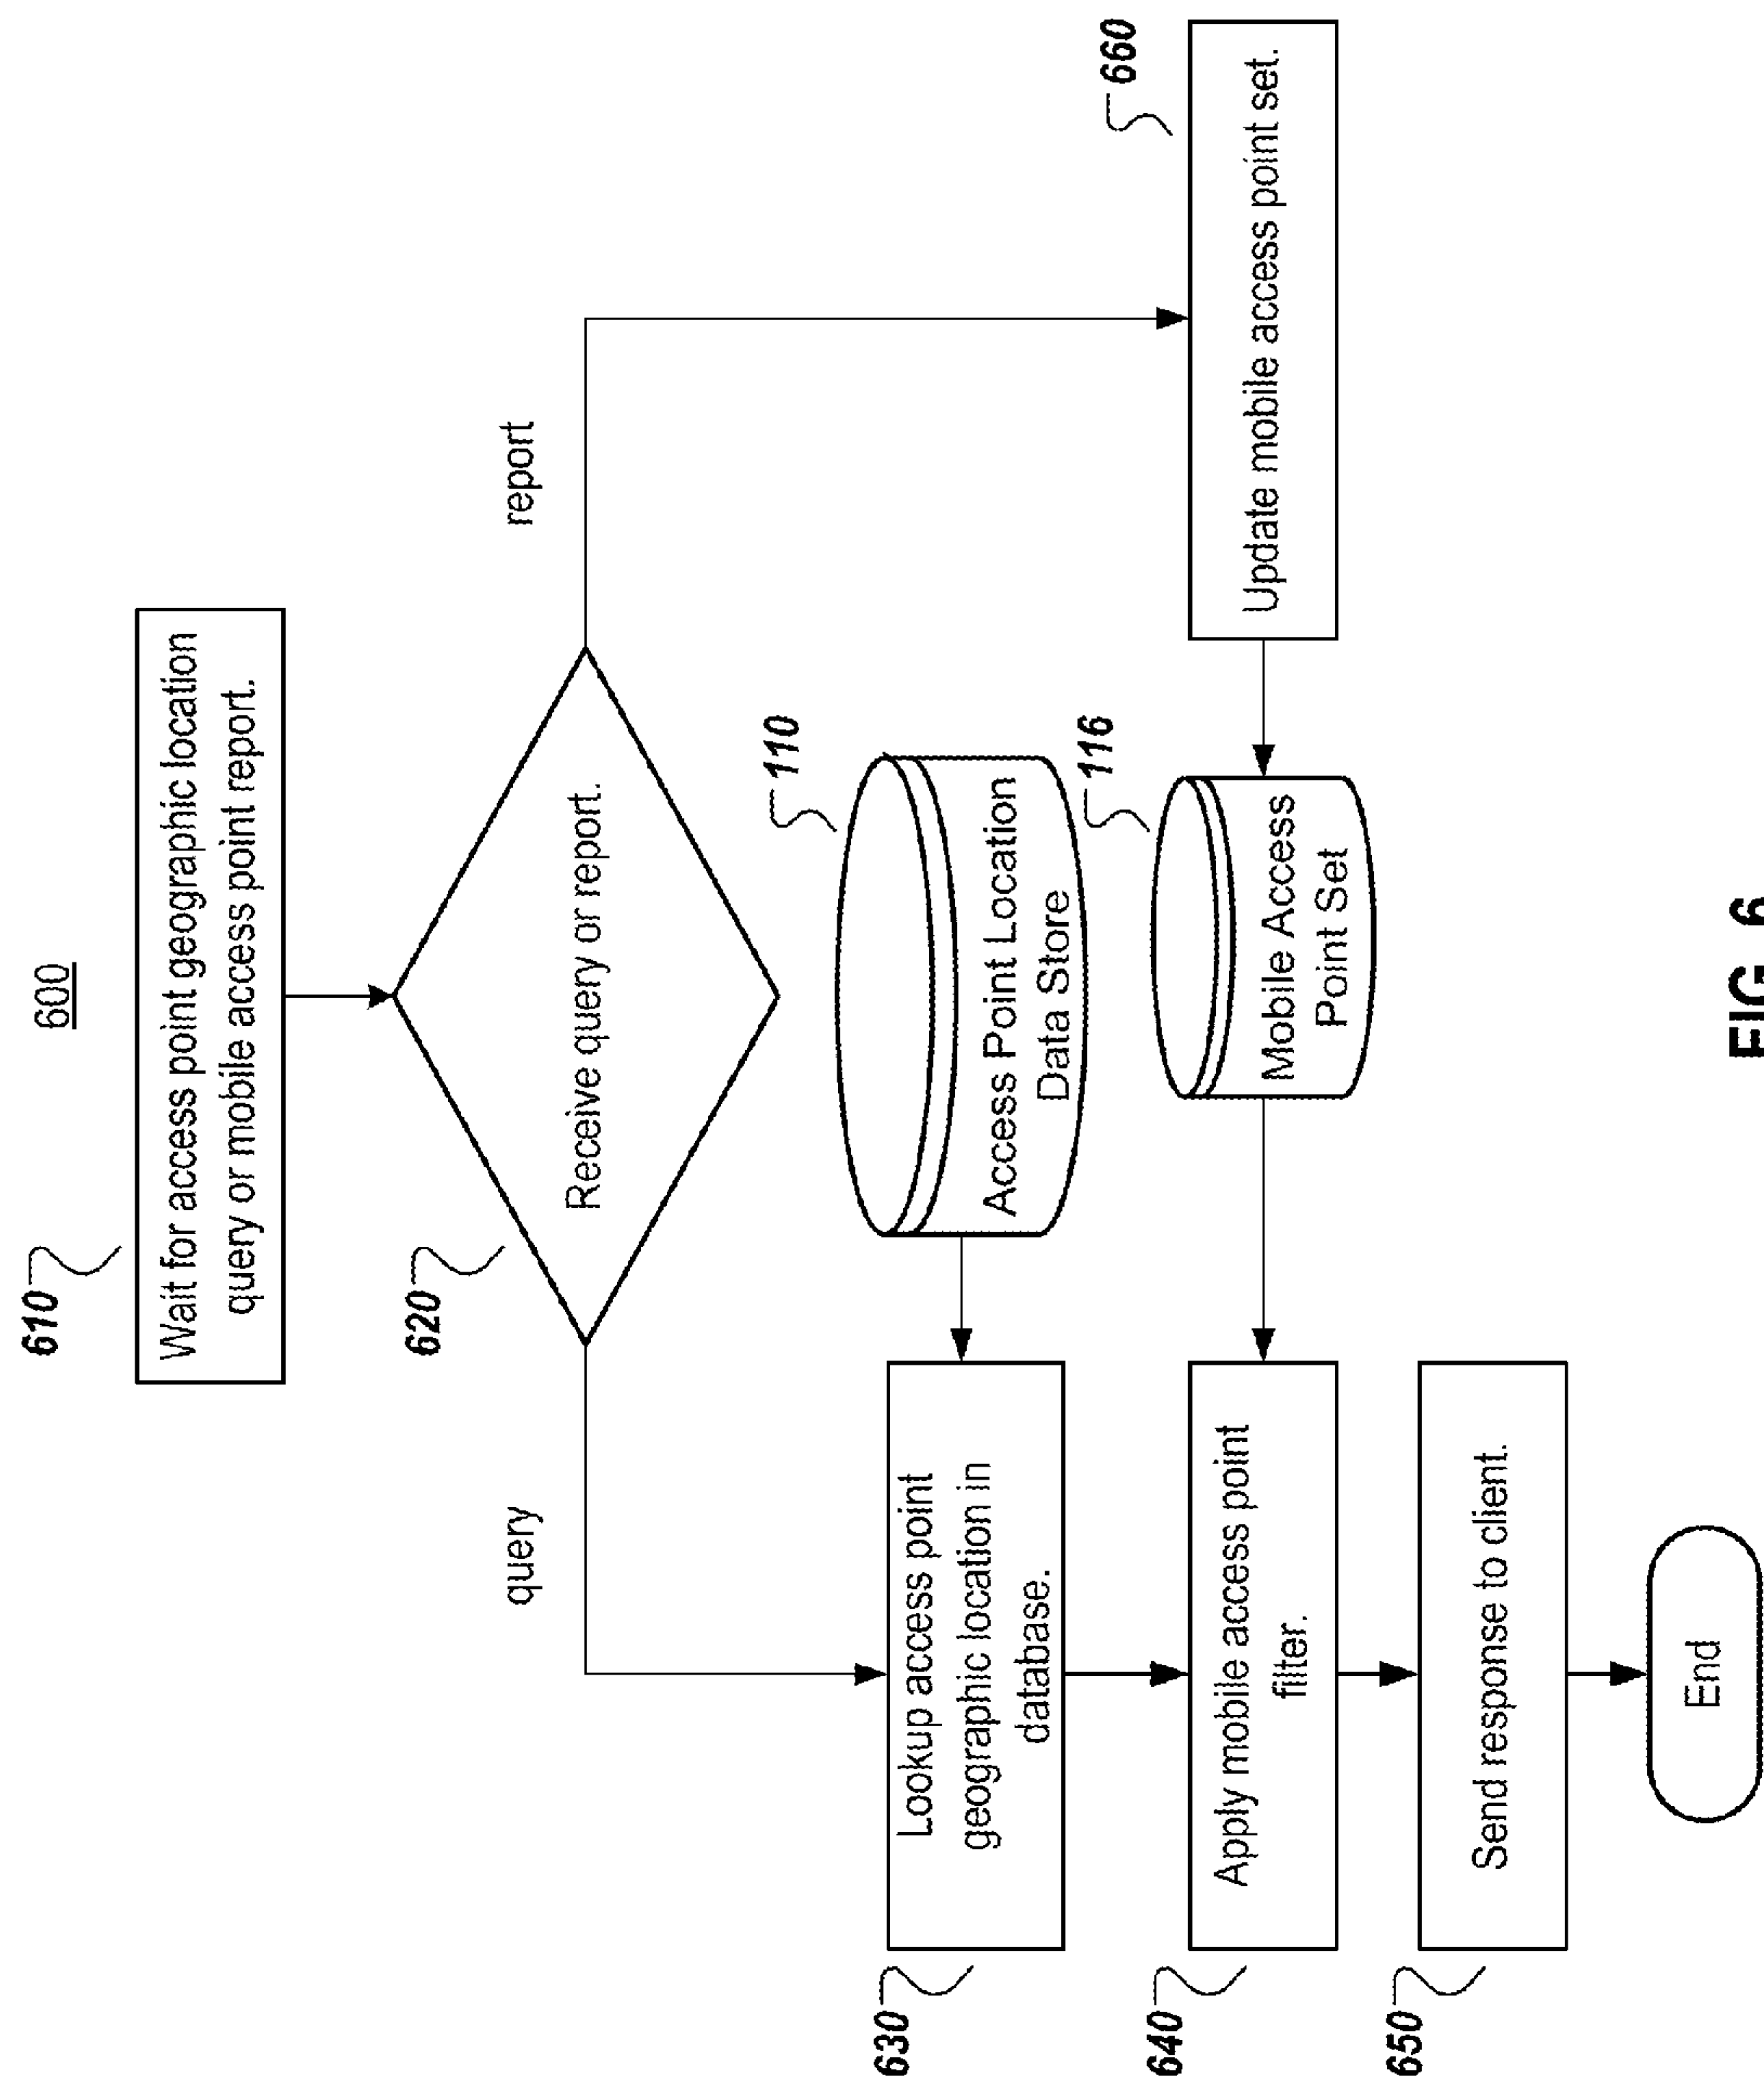 600
610
Wait for access point geographic location
query or mobile access point report.
620
Receive query or report.
query
report
110
Access Point Location
Data Store
630
Lookup access point
geographic location in
database.
116
Mobile Access
Point Set
660
Update mobile access point set.
640
Apply mobile access point
filter.
650
Send response to client.
End
FIG. 6